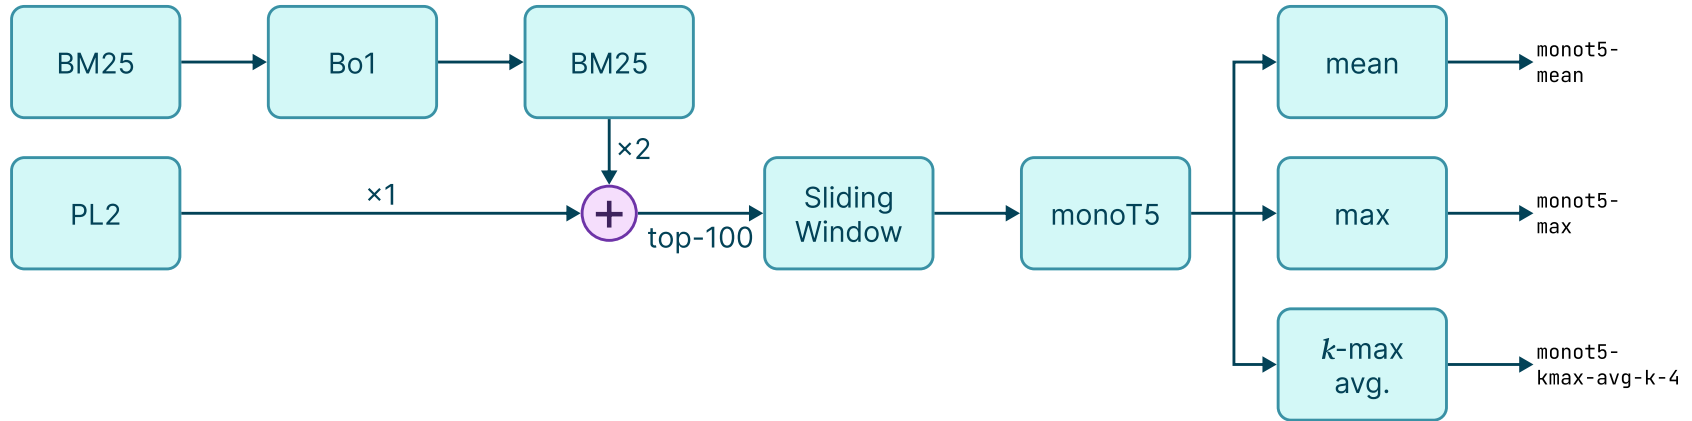 BM25
Bo1
BM25
mean
monot5-
mean
×2
PL2
×1
+
top-100
Sliding
Window
monoT5
max
monot5-
max
k-max
avg.
monot5-
kmax-avg-k-4